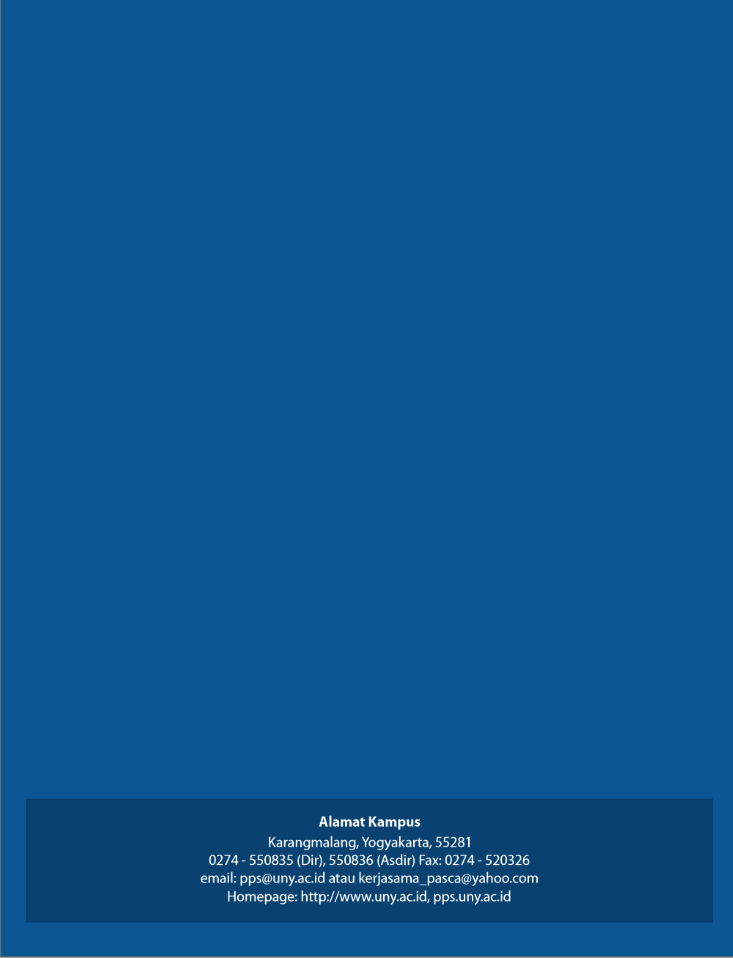 Alamat Kampus
Karangmalang, Yogyakarta, 55281
0274 - 550835 (Dir), 550836 (Asdir) Fax: 0274 - 520326
email: pps@uny.ac.id atau kerjasama_pasca@yahoo.com
Homepage: http://www.uny.ac.id, pps.uny.ac.id